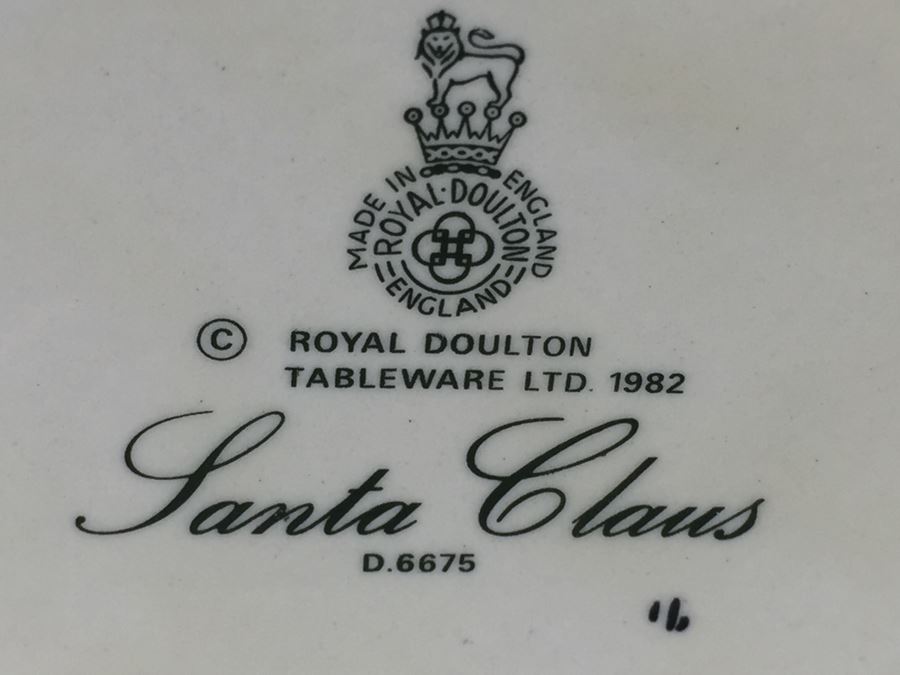 MADE IN ENGLAND
ROYAL·DOULTON
ENGLAND
© ROYAL DOULTON
TABLEWARE LTD. 1982
Santa Claus
D.6675